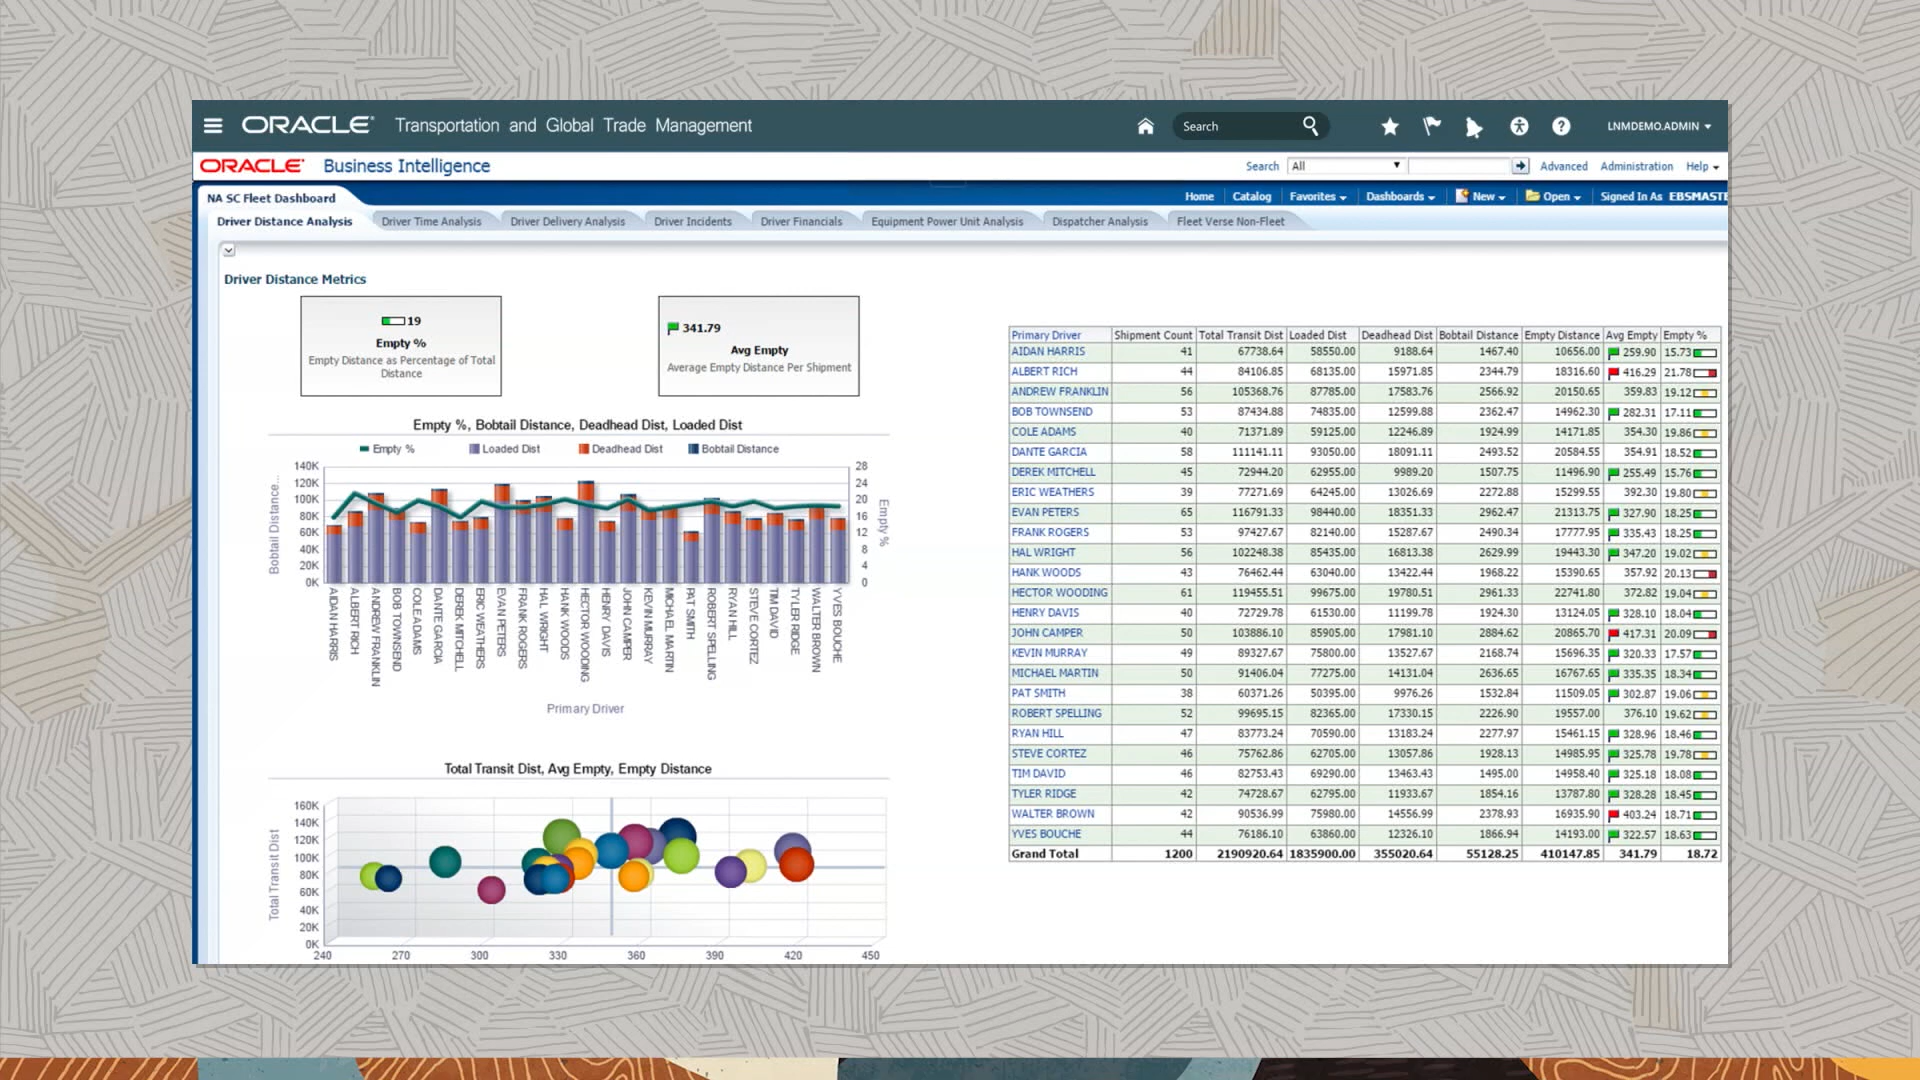 ORACLE Transportation and Global Trade Management
Search
LNMDEMO.ADMIN
ORACLE Business Intelligence
Search All Advanced Administration Help
NA SC Fleet Dashboard
Home Catalog Favorites Dashboards New Open Signed In As EBSMASTE
Driver Distance Analysis Driver Time Analysis Driver Delivery Analysis Driver Incidents Driver Financials Equipment Power Unit Analysis Dispatcher Analysis Fleet Verse Non-Fleet
Driver Distance Metrics
19
Empty %
Empty Distance as Percentage of Total
Distance
341.79
Avg Empty
Average Empty Distance Per Shipment
Empty %, Bobtail Distance, Deadhead Dist, Loaded Dist
Empty % Loaded Dist Deadhead Dist Bobtail Distance
140K
120K
100K
80K
60K
40K
20K
0K
Bobtail Distance...
28
24
20
16
12
8
4
0
Empty %
AIDAN HARRIS
ALBERT RICH
ANDREW FRANKLIN
BOB TOWNSEND
COLE ADAMS
DANTE GARCIA
DEREK MITCHELL
ERIC WEATHERS
EVAN PETERS
FRANK ROGERS
HAL WRIGHT
HANK WOODS
HECTOR WOODING
HENRY DAVIS
JOHN CAMPER
KEVIN MURRAY
MICHAEL MARTIN
PAT SMITH
ROBERT SPELLING
RYAN HILL
STEVE CORTEZ
TIM DAVID
TYLER RIDGE
WALTER BROWN
YVES BOUCHE
Primary Driver
Total Transit Dist, Avg Empty, Empty Distance
Total Transit Dist
160K
140K
120K
100K
80K
60K
40K
20K
0K
240 270 300 330 360 390 420 450
Primary Driver Shipment Count Total Transit Dist Loaded Dist Deadhead Dist Bobtail Distance Empty Distance Avg Empty Empty %
AIDAN HARRIS 41 67738.64 58550.00 9188.64 1467.40 10656.00 259.90 15.73
ALBERT RICH 44 84106.85 68135.00 15971.85 2344.79 18316.60 416.29 21.78
ANDREW FRANKLIN 56 105368.76 87785.00 17583.76 2566.92 20150.65 359.83 19.12
BOB TOWNSEND 53 87434.88 74835.00 12599.88 2362.47 14962.30 282.31 17.11
COLE ADAMS 40 71371.89 59125.00 12246.89 1924.99 14171.85 354.30 19.86
DANTE GARCIA 58 111141.11 93050.00 18091.11 2493.52 20584.55 354.91 18.52
DEREK MITCHELL 45 72944.20 62955.00 9989.20 1507.75 11496.90 255.49 15.76
ERIC WEATHERS 39 77271.69 64245.00 13026.69 2272.88 15299.55 392.30 19.80
EVAN PETERS 65 116791.33 98440.00 18351.33 2962.47 21313.75 327.90 18.25
FRANK ROGERS 53 97427.67 82140.00 15287.67 2490.34 17777.95 335.43 18.25
HAL WRIGHT 56 102248.38 85435.00 16813.38 2629.99 19443.30 347.20 19.02
HANK WOODS 43 76462.44 63040.00 13422.44 1968.22 15390.65 357.92 20.13
HECTOR WOODING 61 119455.51 99675.00 19780.51 2961.33 22741.80 372.82 19.04
HENRY DAVIS 40 72729.78 61530.00 11199.78 1924.30 13124.05 328.10 18.04
JOHN CAMPER 50 103886.10 85905.00 17981.10 2884.62 20865.70 417.31 20.09
KEVIN MURRAY 49 89327.67 75800.00 13527.67 2168.74 15696.35 320.33 17.57
MICHAEL MARTIN 50 91406.04 77275.00 14131.04 2636.65 16767.65 335.35 18.34
PAT SMITH 38 60371.26 50395.00 9976.26 1532.84 11509.05 302.87 19.06
ROBERT SPELLING 52 99695.15 82365.00 17330.15 2226.90 19557.00 376.10 19.62
RYAN HILL 47 83773.24 70590.00 13183.24 2277.97 15461.15 328.96 18.46
STEVE CORTEZ 46 75762.86 62705.00 13057.86 1928.13 14985.95 325.78 19.78
TIM DAVID 46 82753.43 69290.00 13463.43 1495.00 14958.40 325.18 18.08
TYLER RIDGE 42 74728.67 62795.00 11933.67 1854.16 13787.80 328.28 18.45
WALTER BROWN 42 90536.99 75980.00 14556.99 2378.93 16935.90 403.24 18.71
YVES BOUCHE 44 76186.10 63860.00 12326.10 1866.94 14193.00 322.57 18.63
Grand Total 1200 2190920.64 1835900.00 355020.64 55128.25 410147.85 341.79 18.72